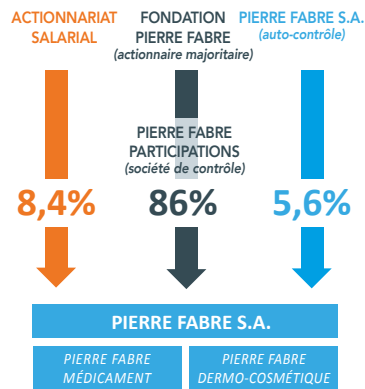 ACTIONNARIAT
SALARIAL
FONDATION
PIERRE FABRE
(actionnaire majoritaire)
PIERRE FABRE S.A.
(auto-contrôle)
PIERRE FABRE
PARTICIPATIONS
(société de contrôle)
8,4%
86%
5,6%
PIERRE FABRE S.A.
PIERRE FABRE
MÉDICAMENT
PIERRE FABRE
DERMO-COSMÉTIQUE